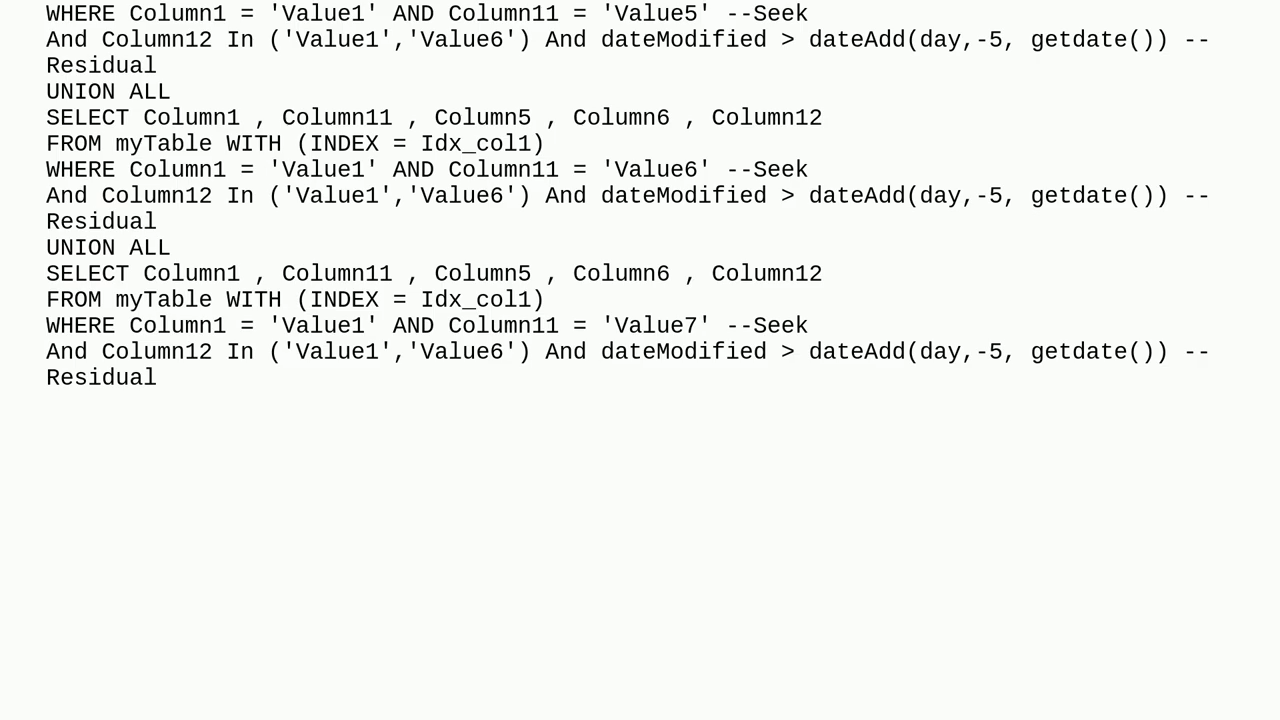 WHERE Column1 = 'Value1' AND Column11 = 'Value5' --Seek
And Column12 In ('Value1','Value6') And dateModified > dateAdd(day,-5, getdate()) --
Residual
UNION ALL
SELECT Column1 , Column11 , Column5 , Column6 , Column12
FROM myTable WITH (INDEX = Idx_col1)
WHERE Column1 = 'Value1' AND Column11 = 'Value6' --Seek
And Column12 In ('Value1','Value6') And dateModified > dateAdd(day,-5, getdate()) --
Residual
UNION ALL
SELECT Column1 , Column11 , Column5 , Column6 , Column12
FROM myTable WITH (INDEX = Idx_col1)
WHERE Column1 = 'Value1' AND Column11 = 'Value7' --Seek
And Column12 In ('Value1','Value6') And dateModified > dateAdd(day,-5, getdate()) --
Residual